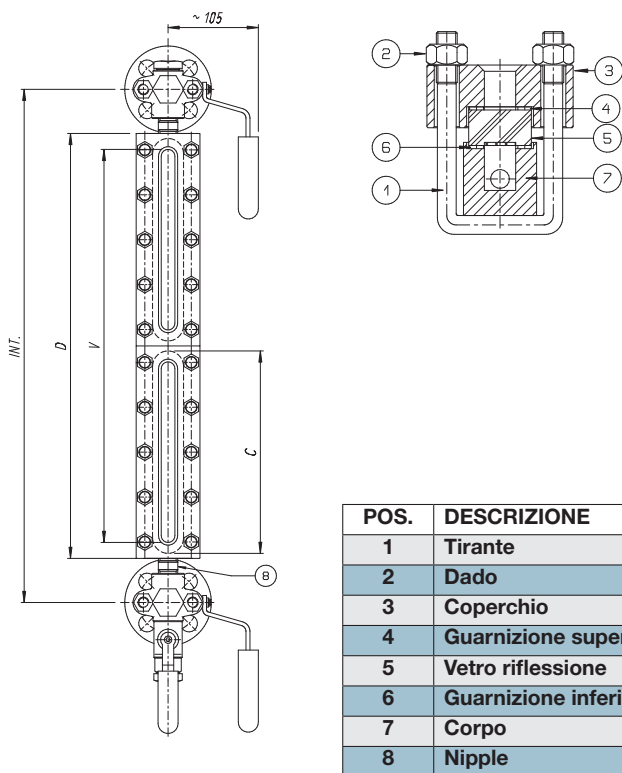 ~ 105
INT.
D
V
C
8
2
3
4
5
6
7
1
POS. DESCRIZIONE
1 Tirante
2 Dado
3 Coperchio
4 Guarnizione super
5 Vetro riflessione
6 Guarnizione inferi
7 Corpo
8 Nipple